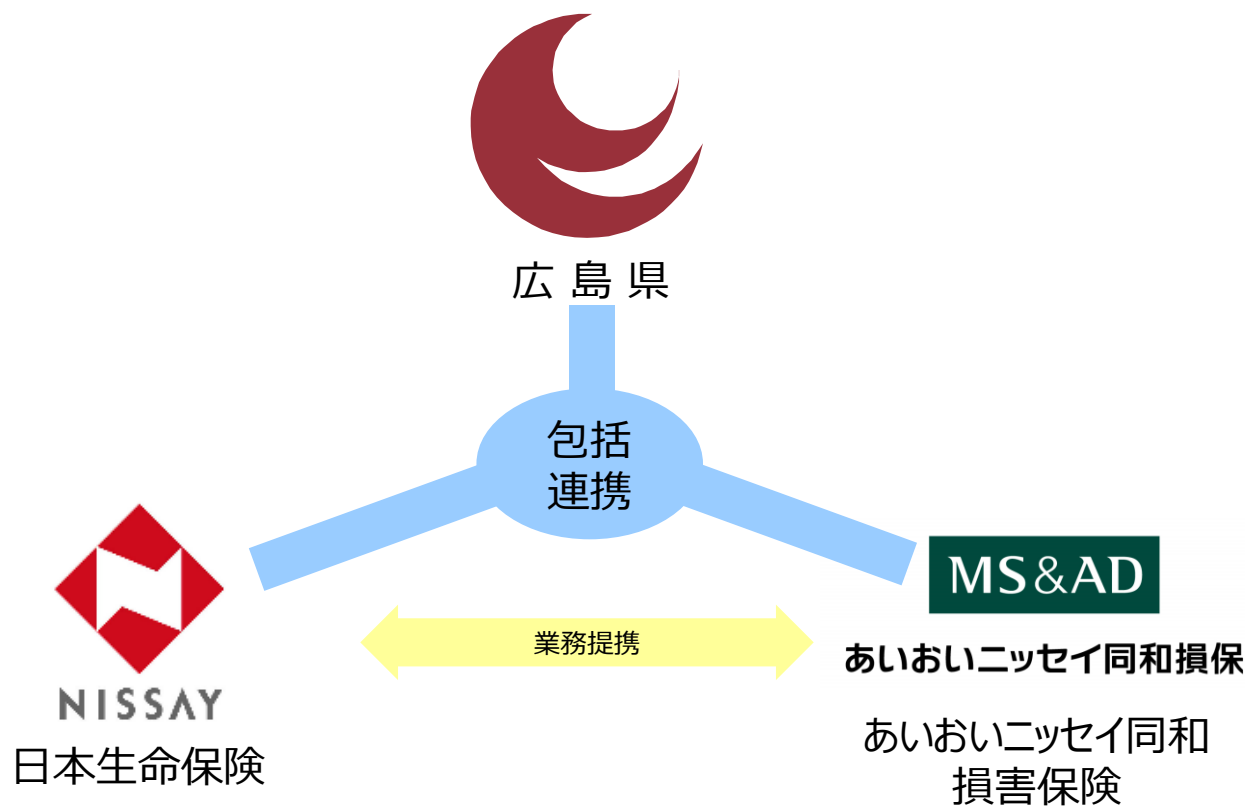 広島県
包括
連携
業務提携
NISSAY
日本生命保険
MS&AD
あいおいニッセイ同和損保
あいおいニッセイ同和
損害保険